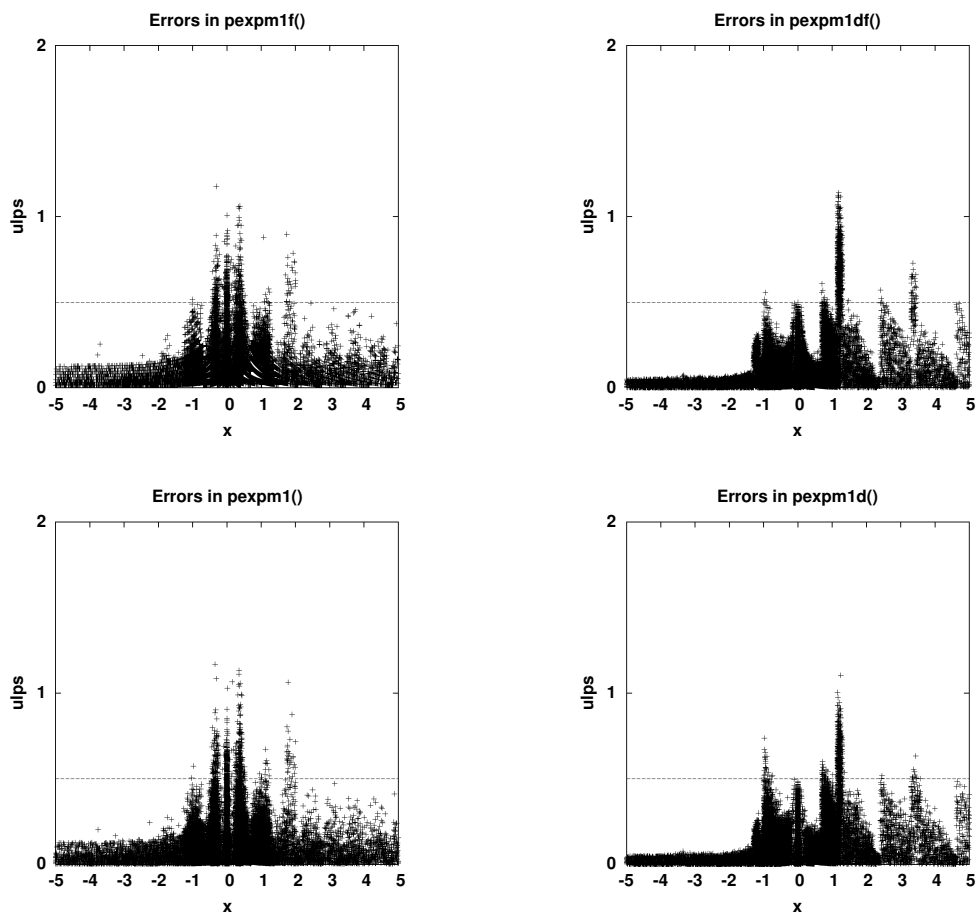 Errors in pexpm1f()
2
1
0
ulps
-5 -4 -3 -2 -1 0 1 2 3 4 5
x
Errors in pexpm1df()
2
1
0
ulps
-5 -4 -3 -2 -1 0 1 2 3 4 5
x
Errors in pexpm1()
2
1
0
ulps
-5 -4 -3 -2 -1 0 1 2 3 4 5
x
Errors in pexpm1d()
2
1
0
ulps
-5 -4 -3 -2 -1 0 1 2 3 4 5
x